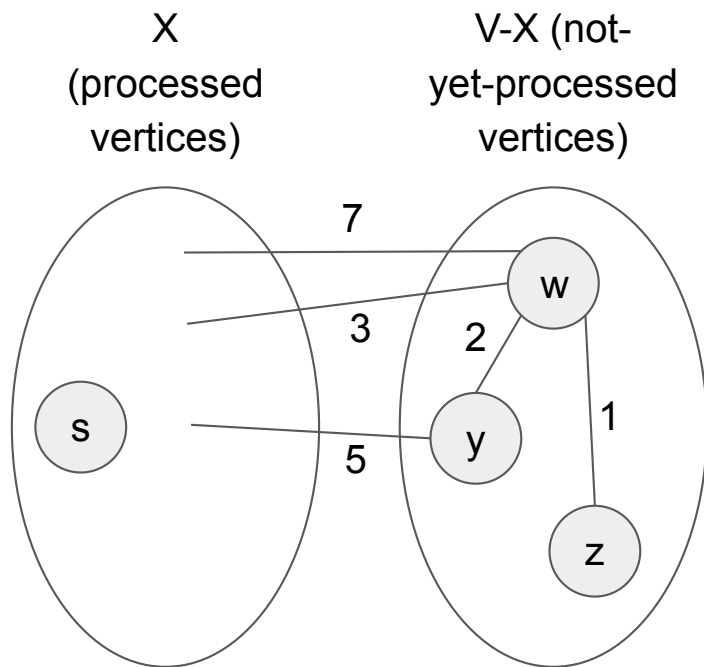 X
(processed
vertices)
V-X (not-
yet-processed
vertices)
7
w
3
2
s
y
1
5
z